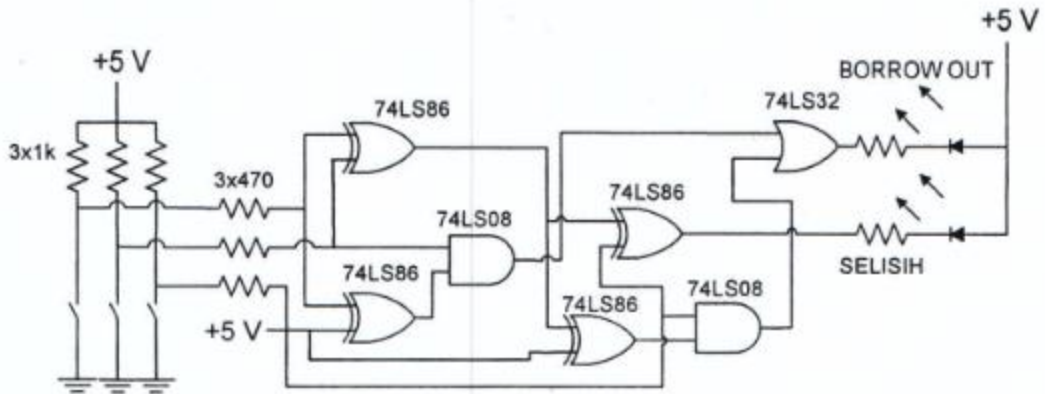 +5 V
+5 V
BORROW OUT
74LS86
74LS32
3x1k
3x470
74LS86
74LS08
74LS86
74LS08
SELISIH
74LS86
+5 V